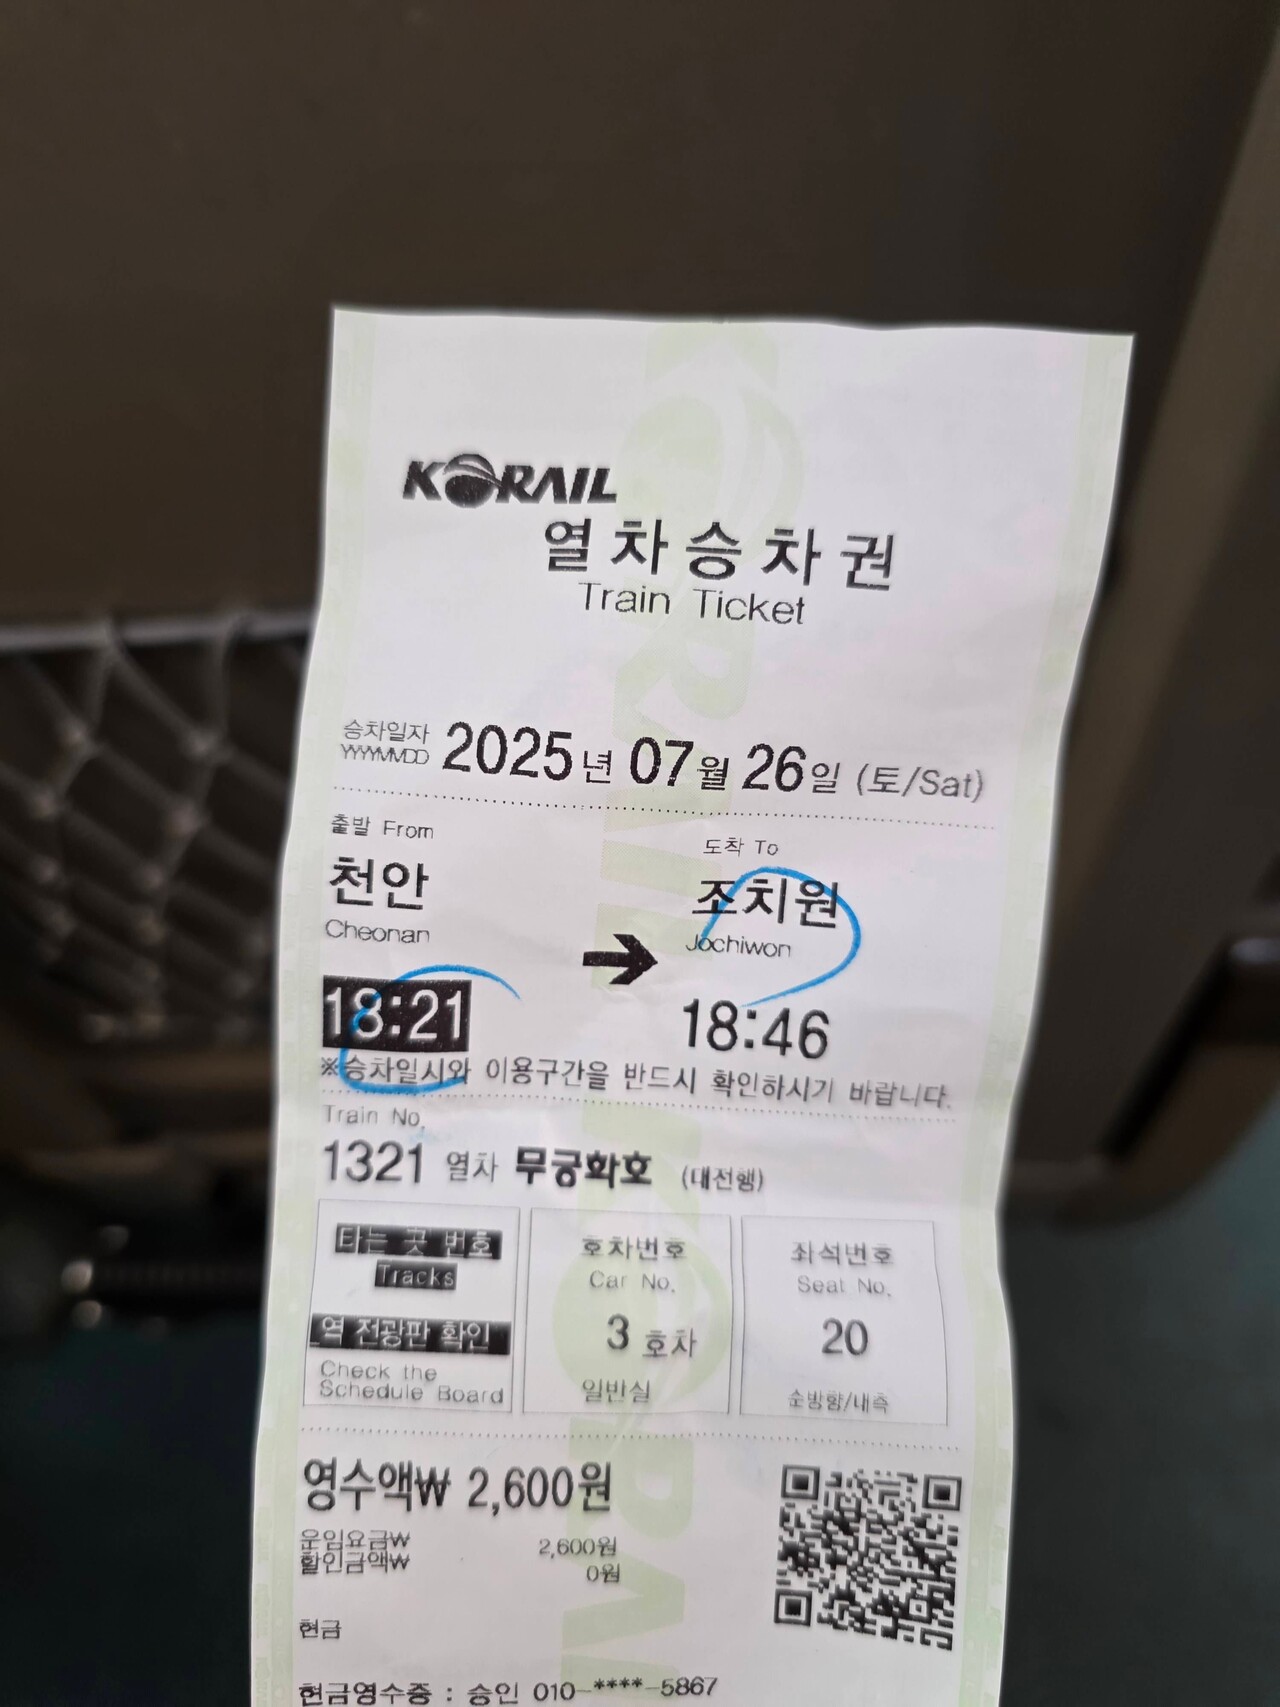 KORAIL
열차승차권
Train Ticket
승차일자 2025년 07월 26일 (토/Sat)
YYYYMMDD
출발 From 도착 To
천안 조치원
Cheonan → Jochiwon
18:21 18:46
※승차일시와 이용구간을 반드시 확인하시기 바랍니다.
Train No.
1321 열차 무궁화호 (대전행)
타는 곳 번호 호차번호 좌석번호
Tracks Car No. Seat No.
역 전광판 확인 3 호차 20
Check the
Schedule Board 일반실 순방향/내측
영수액₩ 2,600원
운임요금₩ 2,600원
할인금액₩ 0원
현금
현금영수증 : 승인 010-****-5867